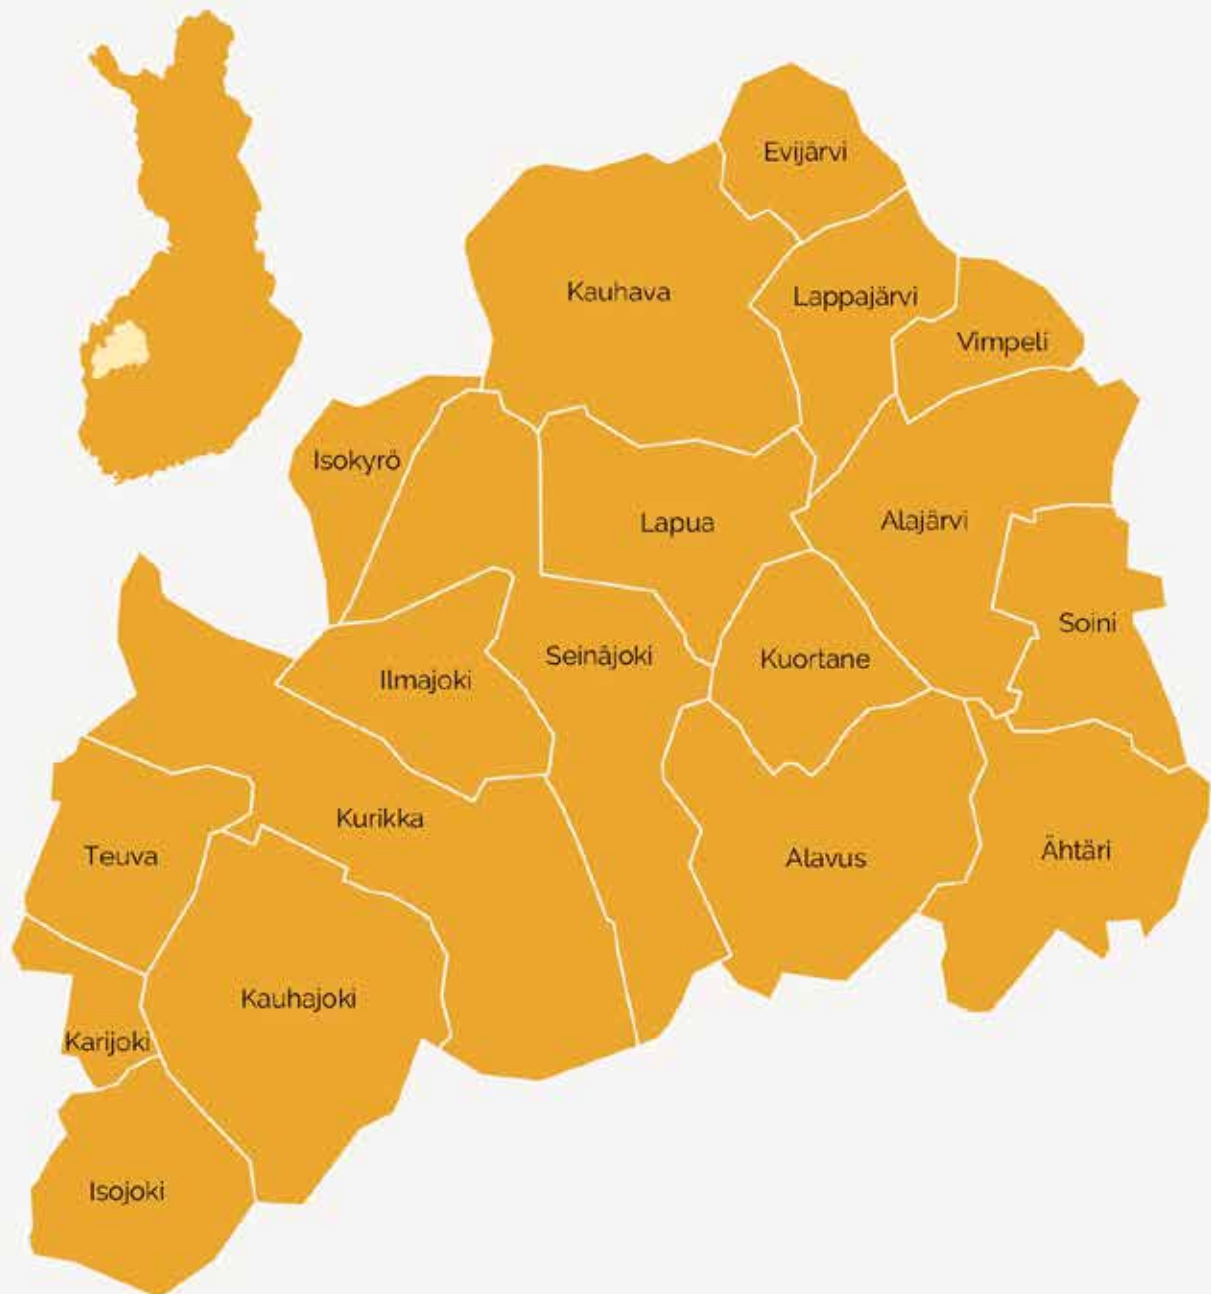 Evijärvi
Kauhava
Lappajärvi
Vimpeli
Isokyrö
Lapua
Alajärvi
Soini
Seinäjoki
Kuortane
Ilmajoki
Kurikka
Teuva
Alavus
Ähtäri
Kauhajoki
Karijoki
Isojoki